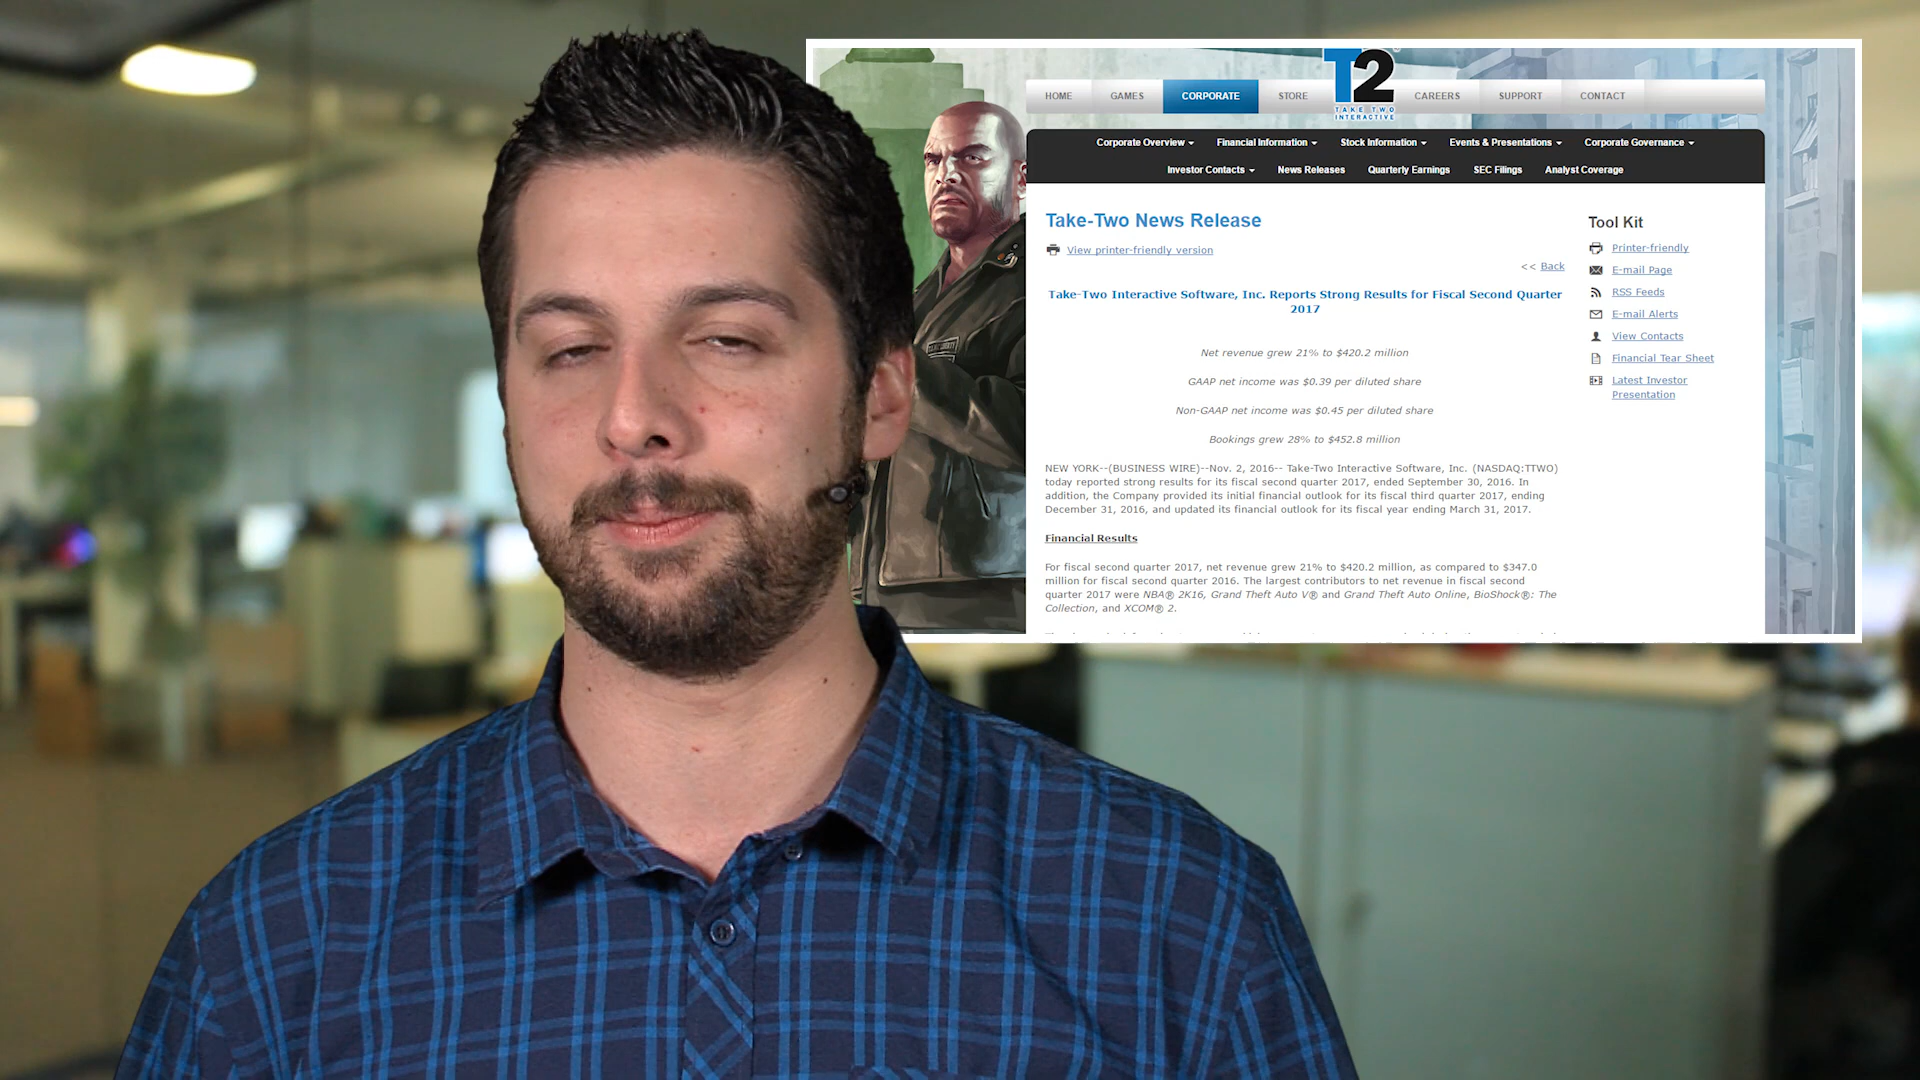 T2
TAKE TWO
INTERACTIVE
HOME GAMES CORPORATE STORE CAREERS SUPPORT CONTACT
Corporate Overview Financial Information Stock Information Events & Presentations Corporate Governance
Investor Contacts News Releases Quarterly Earnings SEC Filings Analyst Coverage
Take-Two News Release
View printer-friendly version
<< Back
Take-Two Interactive Software, Inc. Reports Strong Results for Fiscal Second Quarter
2017
Net revenue grew 21% to $420.2 million
GAAP net income was $0.39 per diluted share
Non-GAAP net income was $0.45 per diluted share
Bookings grew 28% to $452.8 million
NEW YORK--(BUSINESS WIRE)--Nov. 2, 2016-- Take-Two Interactive Software, Inc. (NASDAQ:TTWO)
today reported strong results for its fiscal second quarter 2017, ended September 30, 2016. In
addition, the Company provided its initial financial outlook for its fiscal third quarter 2017, ending
December 31, 2016, and updated its financial outlook for its fiscal year ending March 31, 2017.
Financial Results
For fiscal second quarter 2017, net revenue grew 21% to $420.2 million, as compared to $347.0
million for fiscal second quarter 2016. The largest contributors to net revenue in fiscal second
quarter 2017 were NBA® 2K16, Grand Theft Auto V® and Grand Theft Auto Online, BioShock®: The
Collection, and XCOM® 2.
Tool Kit
Printer-friendly
E-mail Page
RSS Feeds
E-mail Alerts
View Contacts
Financial Tear Sheet
Latest Investor
Presentation